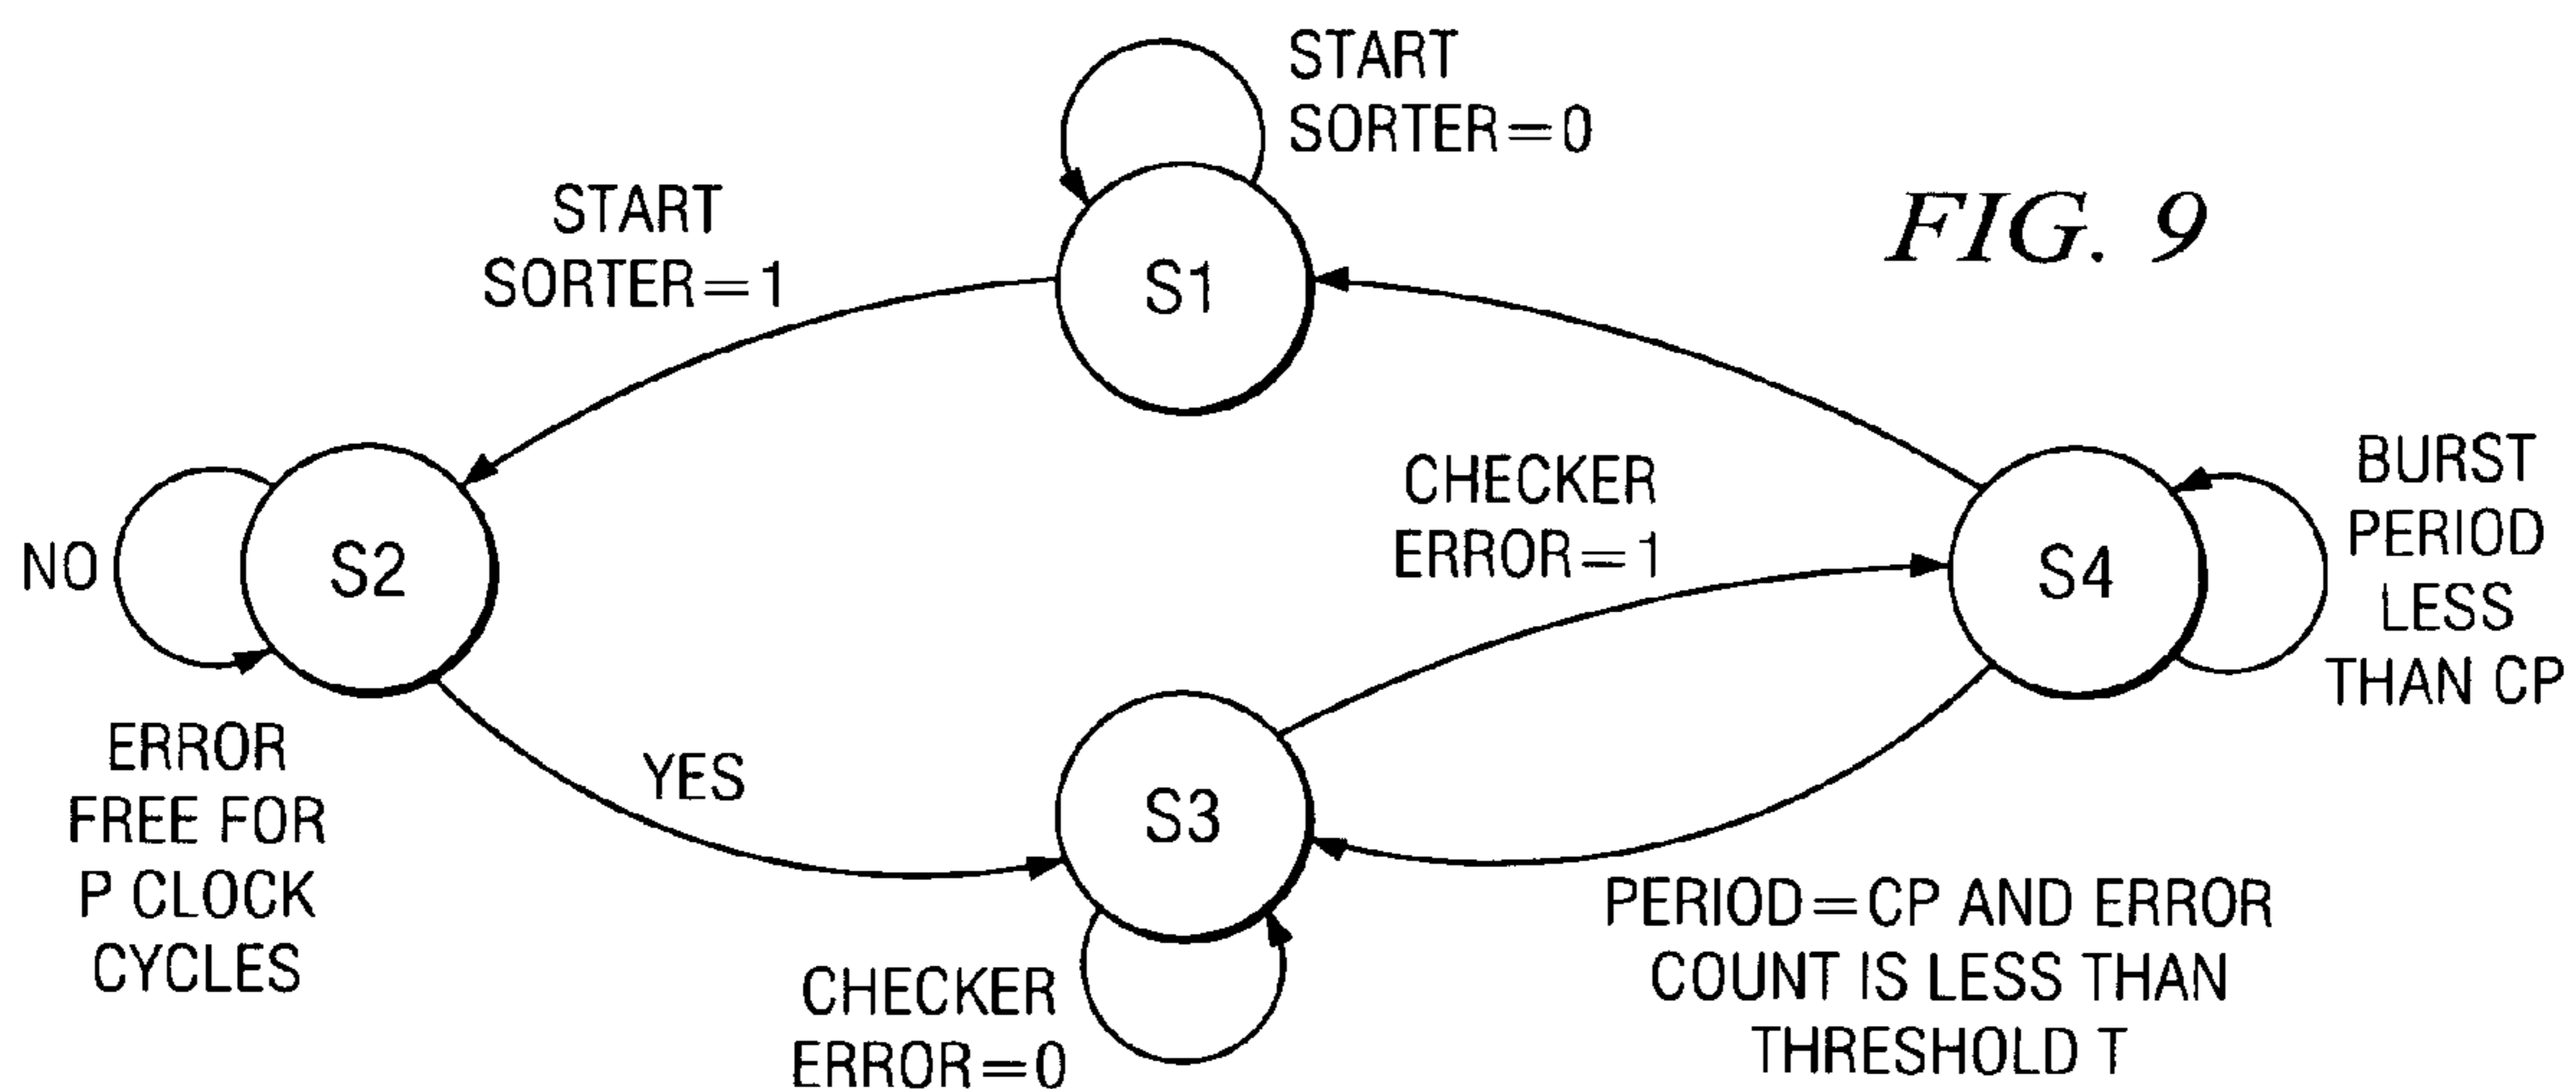 START
SORTER=0
START
SORTER=1
FIG. 9
S1
CHECKER
ERROR=1
BURST
PERIOD
LESS
THAN CP
NO
S2
S4
ERROR
FREE FOR
P CLOCK
CYCLES
YES
S3
CHECKER
ERROR=0
PERIOD=CP AND ERROR
COUNT IS LESS THAN
THRESHOLD T